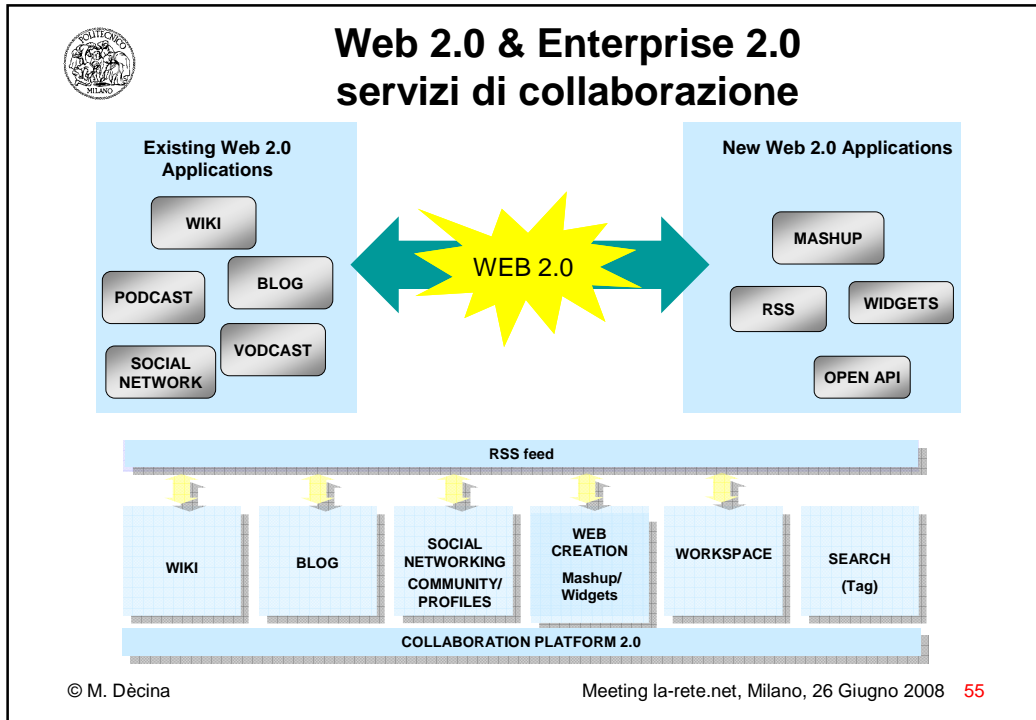 POLITECNICO
MILANO
Web 2.0 & Enterprise 2.0
servizi di collaborazione
Existing Web 2.0
Applications
WIKI
PODCAST
BLOG
SOCIAL
NETWORK
VODCAST
WEB 2.0
New Web 2.0 Applications
MASHUP
RSS
WIDGETS
OPEN API
RSS feed
WIKI
BLOG
SOCIAL
NETWORKING
COMMUNITY/
PROFILES
WEB
CREATION
Mashup/
Widgets
WORKSPACE
SEARCH
(Tag)
COLLABORATION PLATFORM 2.0
© M. Dècina
Meeting la-rete.net, Milano, 26 Giugno 2008 55